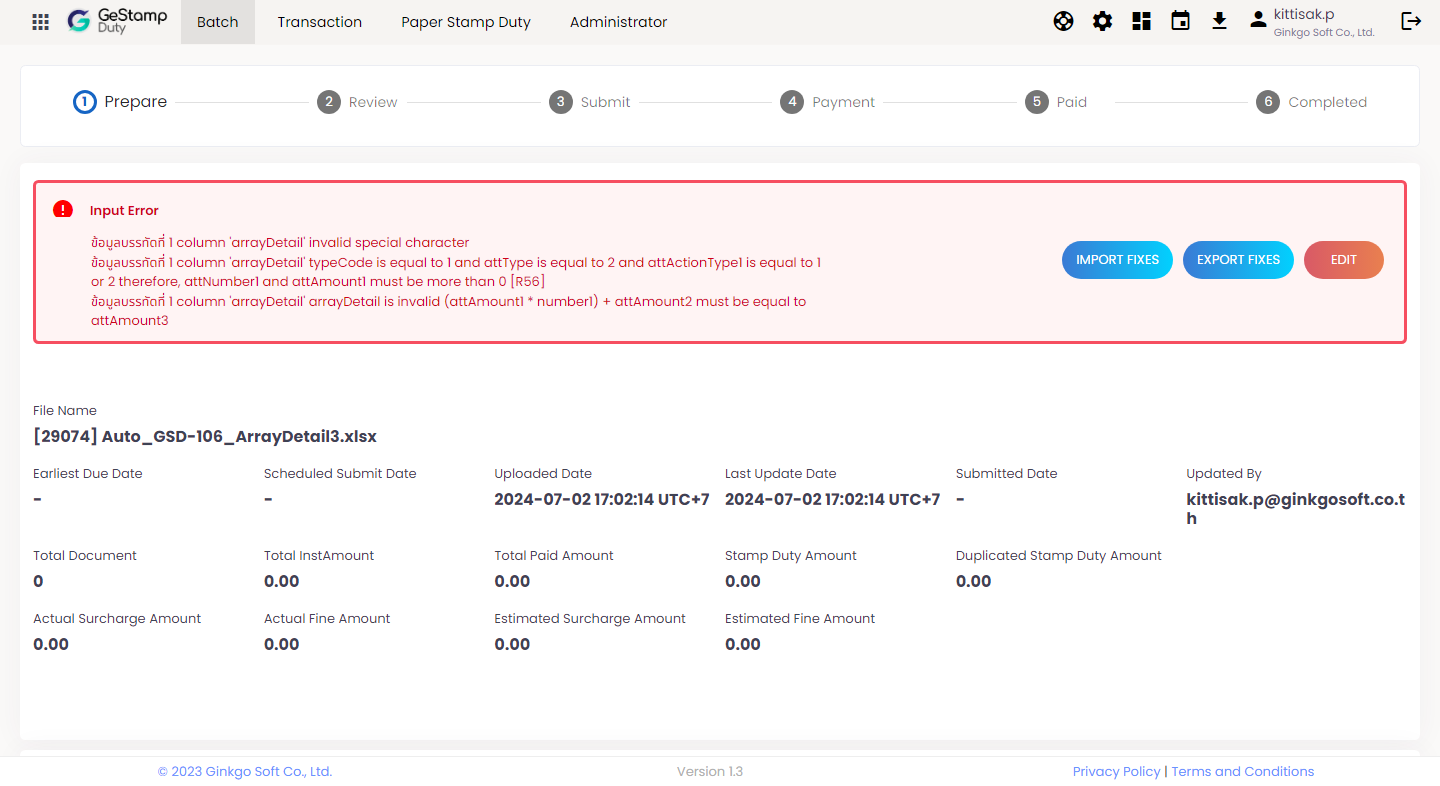 GeStamp
Duty
Batch
Transaction
Paper Stamp Duty
Administrator
kittisak.p
Ginkgo Soft Co., Ltd.
1 Prepare
2 Review
3 Submit
4 Payment
5 Paid
6 Completed
Input Error
ข้อมูลบรรทัดที่ 1 column 'arrayDetail' invalid special character
ข้อมูลบรรทัดที่ 1 column 'arrayDetail' typeCode is equal to 1 and attType is equal to 2 and attActionType1 is equal to 1
or 2 therefore, attNumber1 and attAmount1 must be more than 0 [R56]
ข้อมูลบรรทัดที่ 1 column 'arrayDetail' arrayDetail is invalid (attAmount1 * number1) + attAmount2 must be equal to
attAmount3
IMPORT FIXES
EXPORT FIXES
EDIT
File Name
[29074] Auto_GSD-106_ArrayDetail3.xlsx
Earliest Due Date
-
Scheduled Submit Date
-
Uploaded Date
2024-07-02 17:02:14 UTC+7
Last Update Date
2024-07-02 17:02:14 UTC+7
Submitted Date
-
Updated By
kittisak.p@ginkgosoft.co.t
h
Total Document
0
Total InstAmount
0.00
Total Paid Amount
0.00
Stamp Duty Amount
0.00
Duplicated Stamp Duty Amount
0.00
Actual Surcharge Amount
0.00
Actual Fine Amount
0.00
Estimated Surcharge Amount
0.00
Estimated Fine Amount
0.00
© 2023 Ginkgo Soft Co., Ltd.
Version 1.3
Privacy Policy | Terms and Conditions